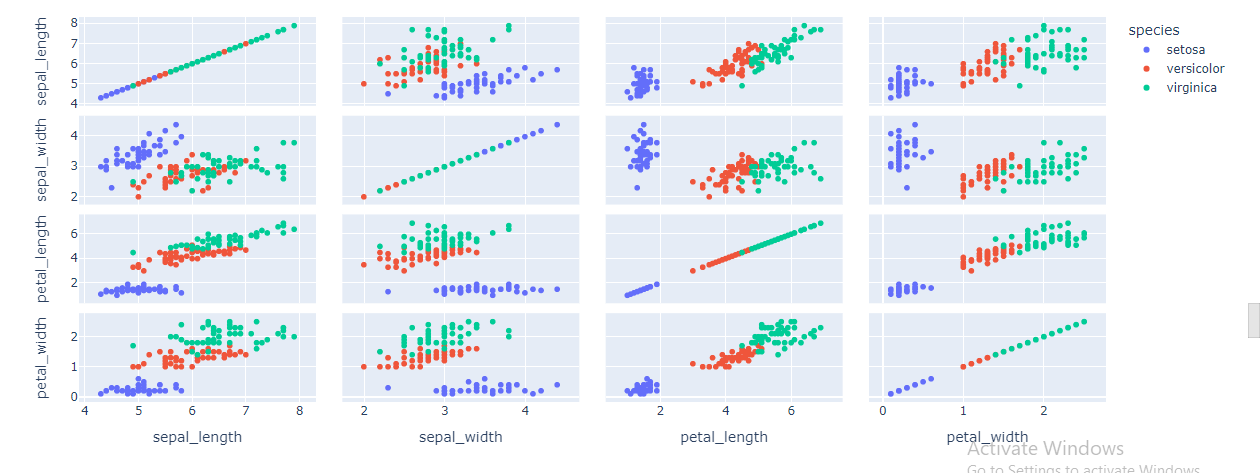 sepal_length
8
7
6
5
4
sepal_width
4
3
2
petal_length
6
4
2
petal_width
2
1
0
4 5 6 7 8
2 3 4
2 4 6
0 1 2
sepal_length sepal_width petal_length petal_width
species
setosa
versicolor
virginica
Activate Windows
Go to Settings to activate Windows.